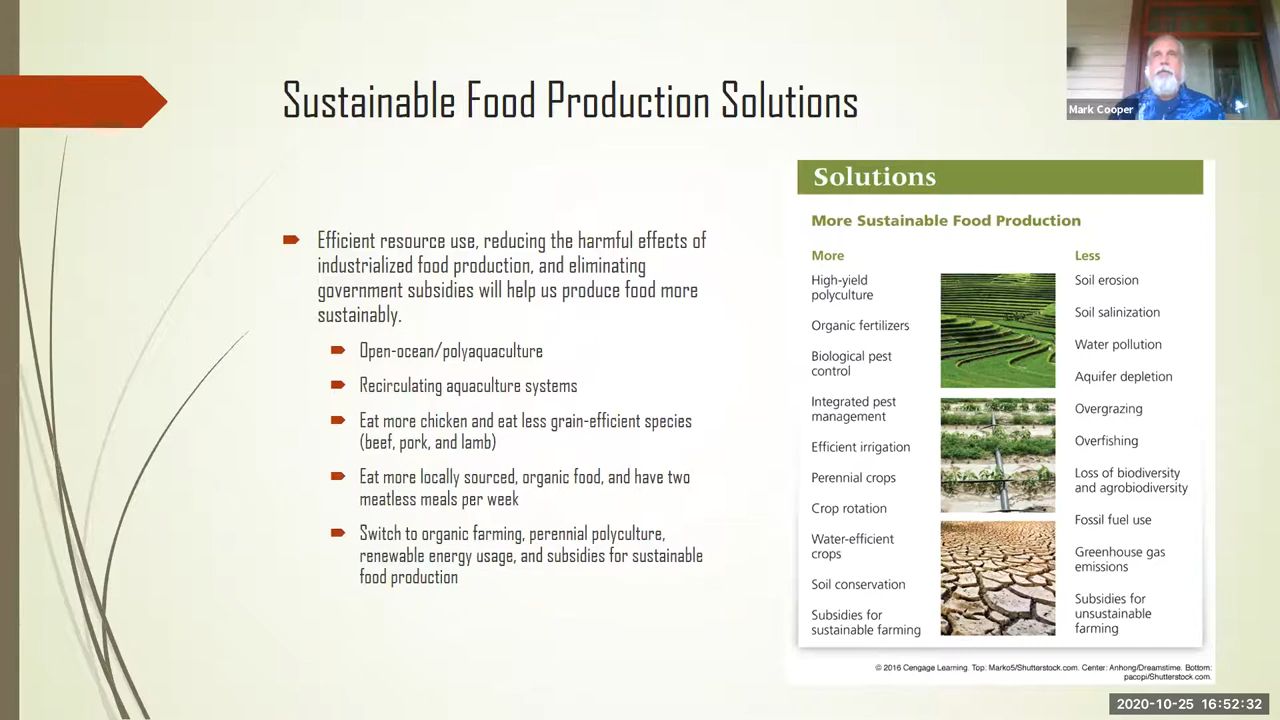 Sustainable Food Production Solutions
Mark Cooper
Efficient resource use, reducing the harmful effects of
industrialized food production, and eliminating
government subsidies will help us produce food more
sustainably.
Open-ocean/polyaquaculture
Recirculating aquaculture systems
Eat more chicken and eat less grain-efficient species
(beef, pork, and lamb)
Eat more locally sourced, organic food, and have two
meatless meals per week
Switch to organic farming, perennial polyculture,
renewable energy usage, and subsidies for sustainable
food production
Solutions
More Sustainable Food Production
More
High-yield
polyculture
Organic fertilizers
Biological pest
control
Integrated pest
management
Efficient irrigation
Perennial crops
Crop rotation
Water-efficient
crops
Soil conservation
Subsidies for
sustainable farming
Less
Soil erosion
Soil salinization
Water pollution
Aquifer depletion
Overgrazing
Overfishing
Loss of biodiversity
and agrobiodiversity
Fossil fuel use
Greenhouse gas
emissions
Subsidies for
unsustainable
farming
© 2016 Cengage Learning. Top: Marko5/Shutterstock.com. Center: Anhong/Dreamstime. Bottom:
pacopi/Shutterstock.com.
2020-10-25 16:52:32